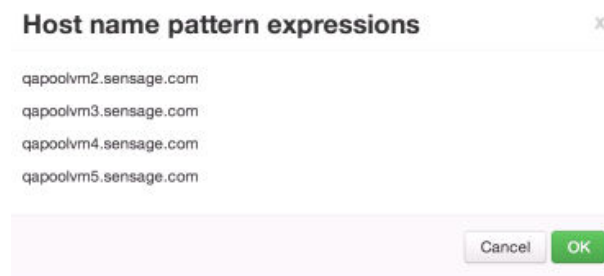 Host name pattern expressions
x
qapoolvm2.sensage.com
qapoolvm3.sensage.com
qapoolvm4.sensage.com
qapoolvm5.sensage.com
Cancel
OK